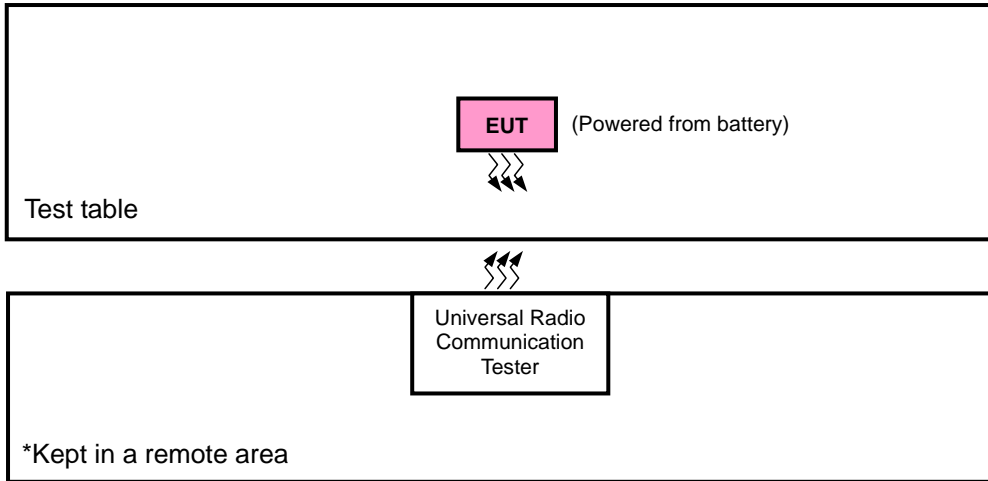 EUT
(Powered from battery)
Test table
Universal Radio
Communication
Tester
*Kept in a remote area